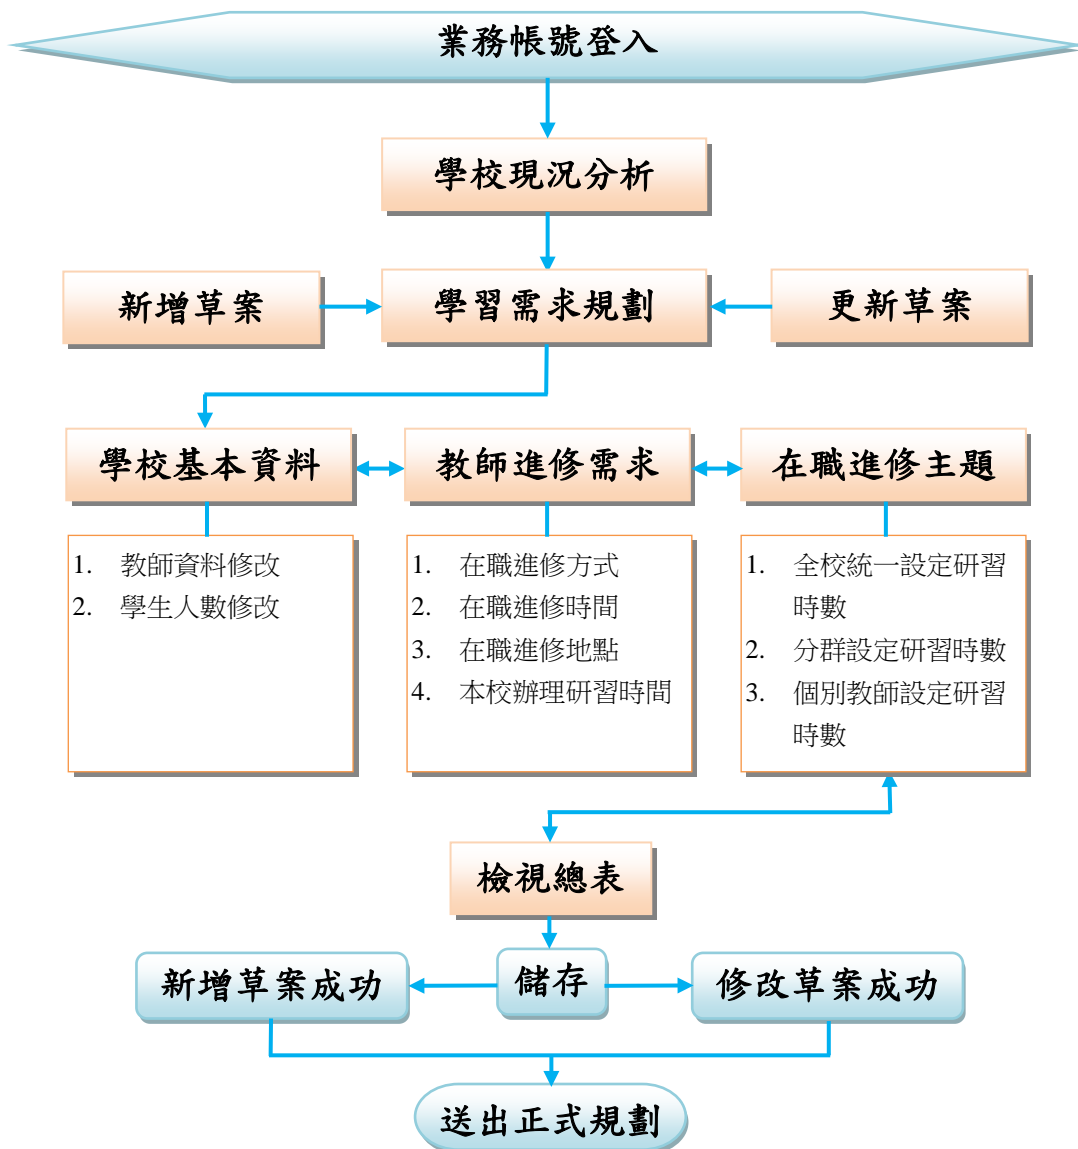 業務帳號登入
學校現況分析
新增草案
學習需求規劃
更新草案
學校基本資料
教師進修需求
在職進修主題
1. 教師資料修改
2. 學生人數修改
1. 在職進修方式
2. 在職進修時間
3. 在職進修地點
4. 本校辦理研習時間
1. 全校統一設定研習
時數
2. 分群設定研習時數
3. 個別教師設定研習
時數
檢視總表
新增草案成功
儲存
修改草案成功
送出正式規劃